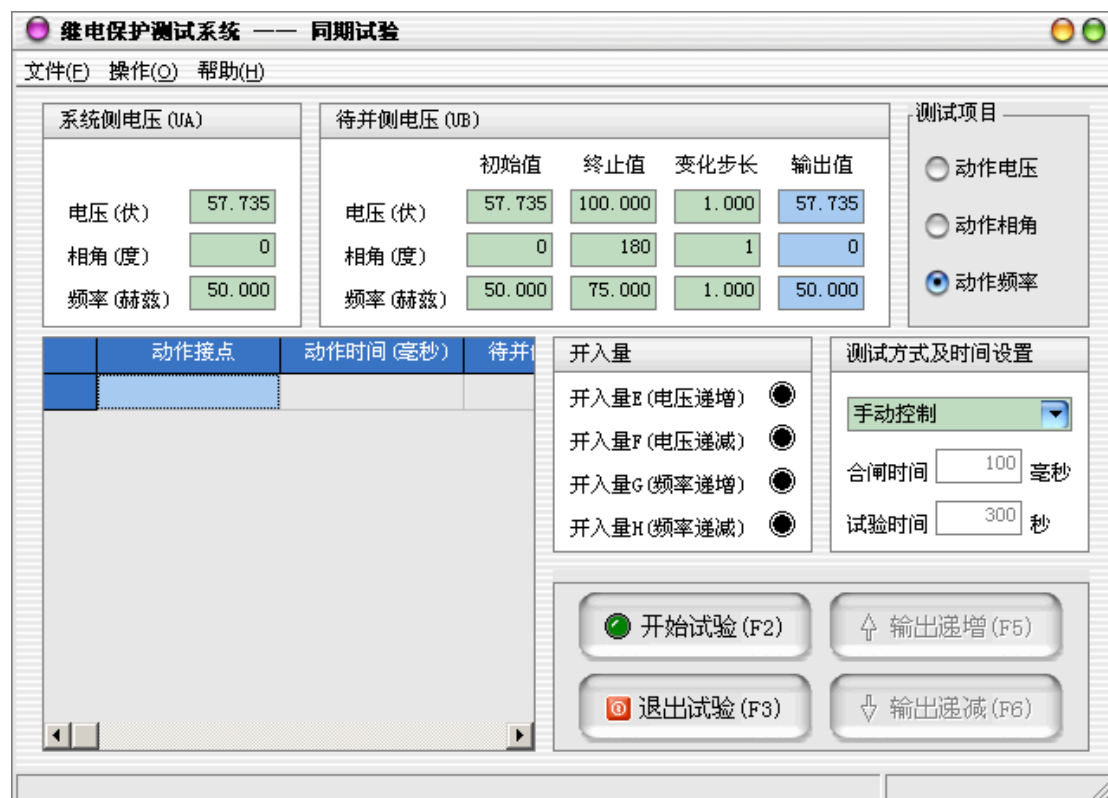 继电保护测试系统 —— 同期试验
文件(F) 操作(O) 帮助(H)
系统侧电压(UA)
电压(伏) 57.735
相角(度) 0
频率(赫兹) 50.000
待并侧电压(UB)
初始值 终止值 变化步长 输出值
电压(伏) 57.735 100.000 1.000 57.735
相角(度) 0 180 1 0
频率(赫兹) 50.000 75.000 1.000 50.000
测试项目
动作电压
动作相角
动作频率
动作接点 动作时间(毫秒) 待并
开入量
开入量E(电压递增)
开入量F(电压递减)
开入量G(频率递增)
开入量H(频率递减)
测试方式及时间设置
手动控制
合闸时间 100 毫秒
试验时间 300 秒
开始试验(F2) 输出递增(F5)
退出试验(F3) 输出递减(F6)